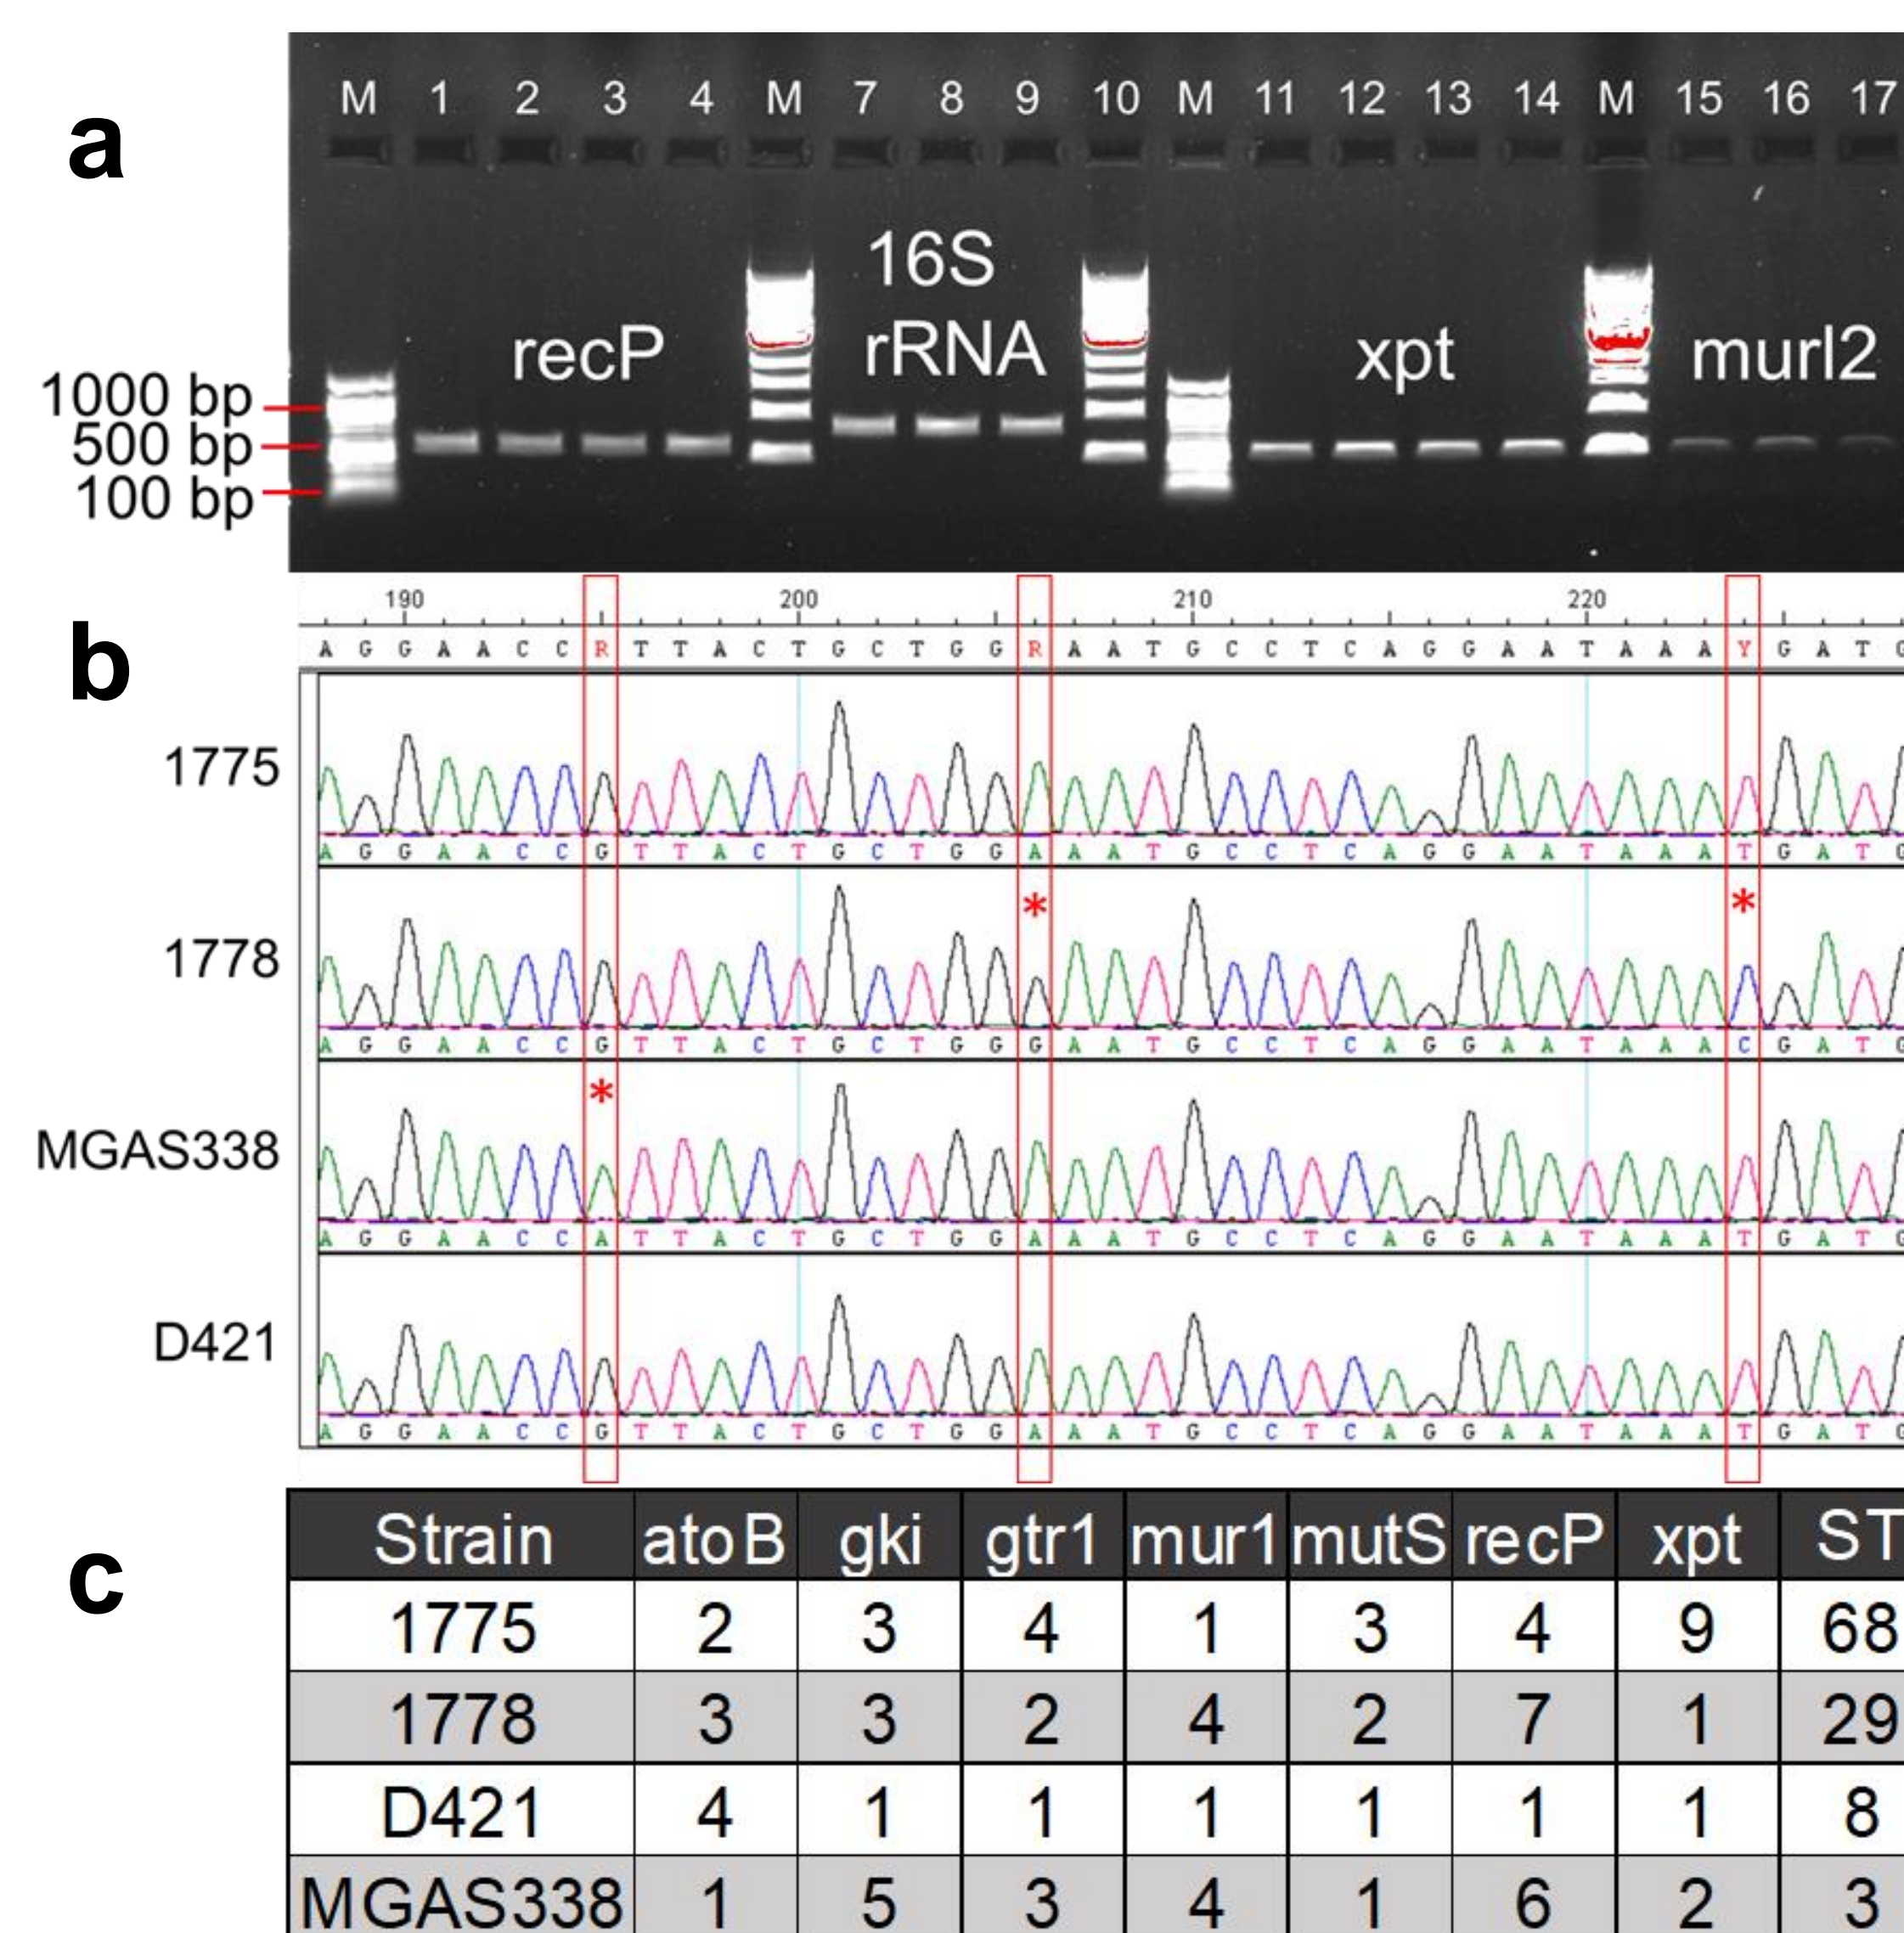 a
M 1 2 3 4 M 7 8 9 10 M 11 12 13 14 M 15 16 17
16S
recP rRNA xpt murI2
1000 bp
500 bp
100 bp
b
190 200 210 220
A G G A A C C R T T A C T G C T G G R A A T G C C T C A G G A A T A A A Y G A T G
1775
A G G A A C C G T T A C T G C T G G A A A T G C C T C A G G A A T A A A T G A T G
* *
1778
A G G A A C C G T T A C T G C T G G G A A T G C C T C A G G A A T A A A C G A T G
*
MGAS338
A G G A A C C A T T A C T G C T G G A A A T G C C T C A G G A A T A A A T G A T G
D421
A G G A A C C G T T A C T G C T G G A A A T G C C T C A G G A A T A A A T G A T G
c
Strain atoB gki gtr1 mur1 mutS recP xpt ST
1775 2 3 4 1 3 4 9 68
1778 3 3 2 4 2 7 1 29
D421 4 1 1 1 1 1 1 8
MGAS338 1 5 3 4 1 6 2 3